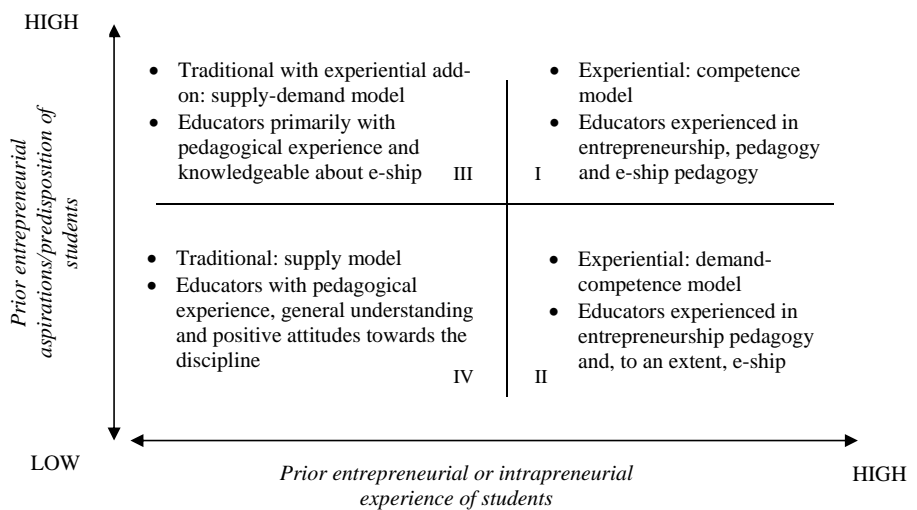 HIGH
Prior entrepreneurial
aspirations/predisposition of
students
• Traditional with experiential add-
on: supply-demand model
• Educators primarily with
pedagogical experience and
knowledgeable about e-ship
III
• Experiential: competence
model
• Educators experienced in
entrepreneurship, pedagogy
and e-ship pedagogy
I
• Traditional: supply model
• Educators with pedagogical
experience, general understanding
and positive attitudes towards the
discipline
IV
• Experiential: demand-
competence model
• Educators experienced in
entrepreneurship pedagogy
and, to an extent, e-ship
II
LOW
Prior entrepreneurial or intrapreneurial
experience of students
HIGH